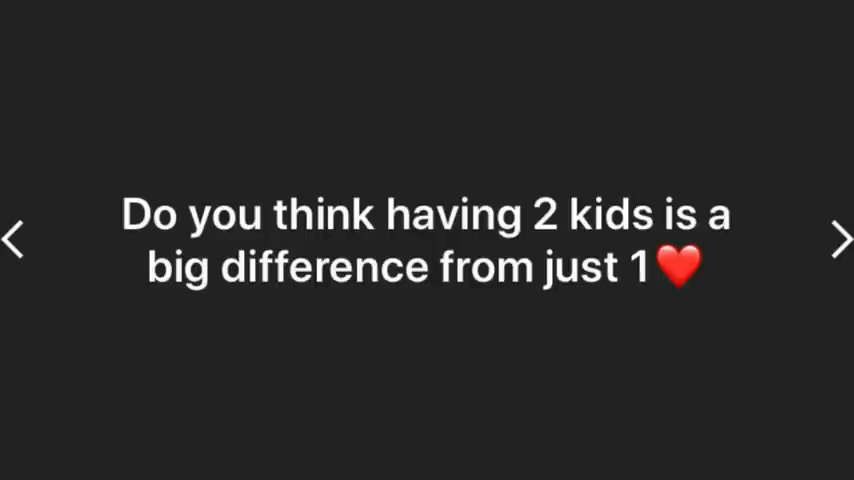 Do you think having 2 kids is a
big difference from just 1❤️